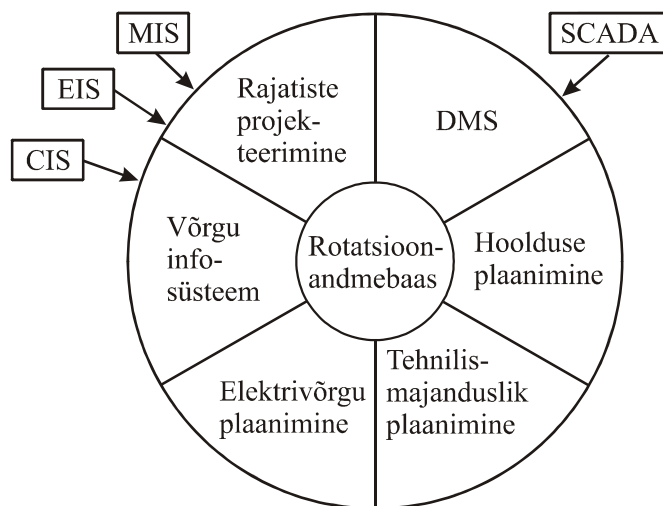 MIS
SCADA
EIS
CIS
Rajatiste
projek-
teerimine
DMS
Võrgu
info-
süsteem
Rotatsioon-
andmebaas
Hoolduse
plaanimine
Elektrivõrgu
plaanimine
Tehnilis-
majanduslik
plaanimine